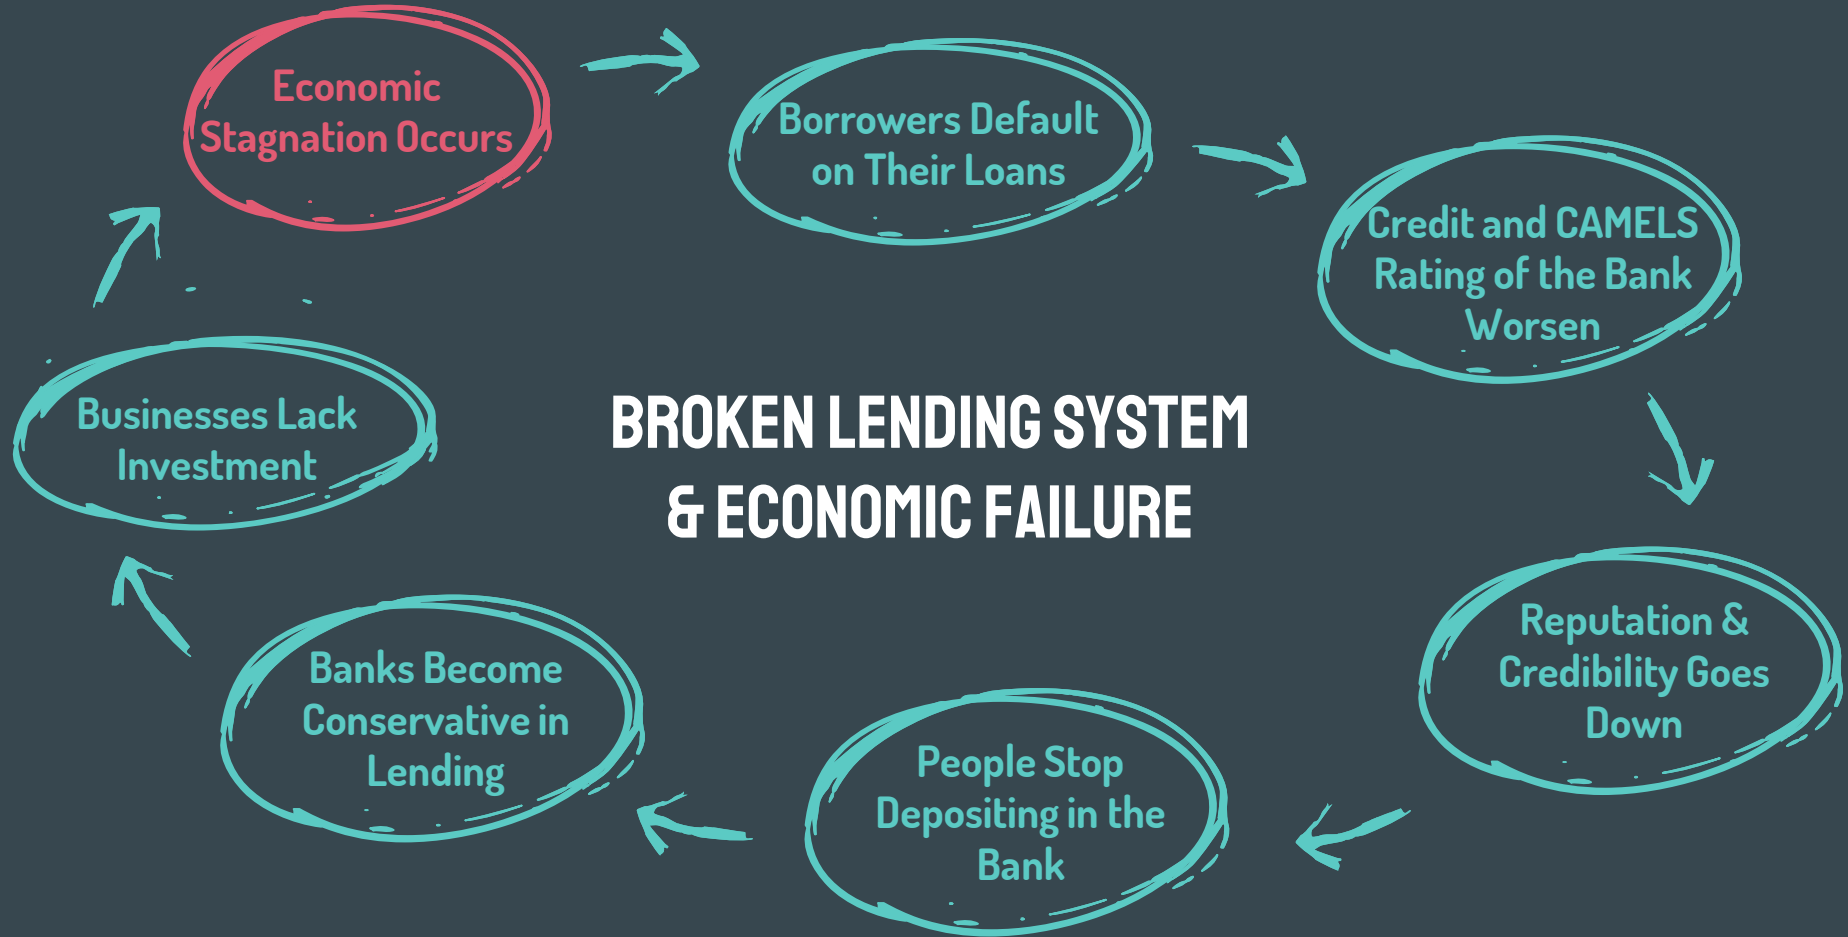 Economic
Stagnation Occurs
Borrowers Default
on Their Loans
Credit and CAMELS
Rating of the Bank
Worsen
Reputation &
Credibility Goes
Down
People Stop
Depositing in the
Bank
Banks Become
Conservative in
Lending
Businesses Lack
Investment
BROKEN LENDING SYSTEM
& ECONOMIC FAILURE